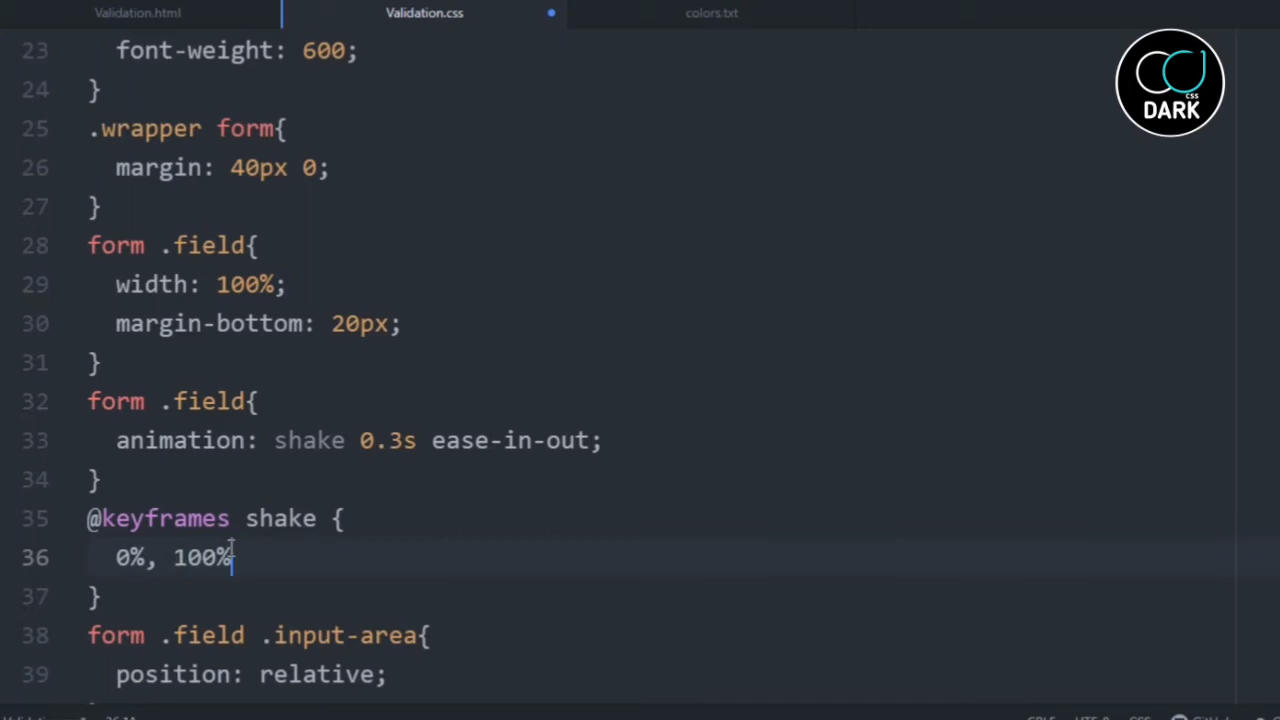 Validation.html
Validation.css
colors.txt
23 font-weight: 600;
24 }
25 .wrapper form{
26 margin: 40px 0;
27 }
28 form .field{
29 width: 100%;
30 margin-bottom: 20px;
31 }
32 form .field{
33 animation: shake 0.3s ease-in-out;
34 }
35 @keyframes shake {
36 0%, 100%
37 }
38 form .field .input-area{
39 position: relative;
css
DARK